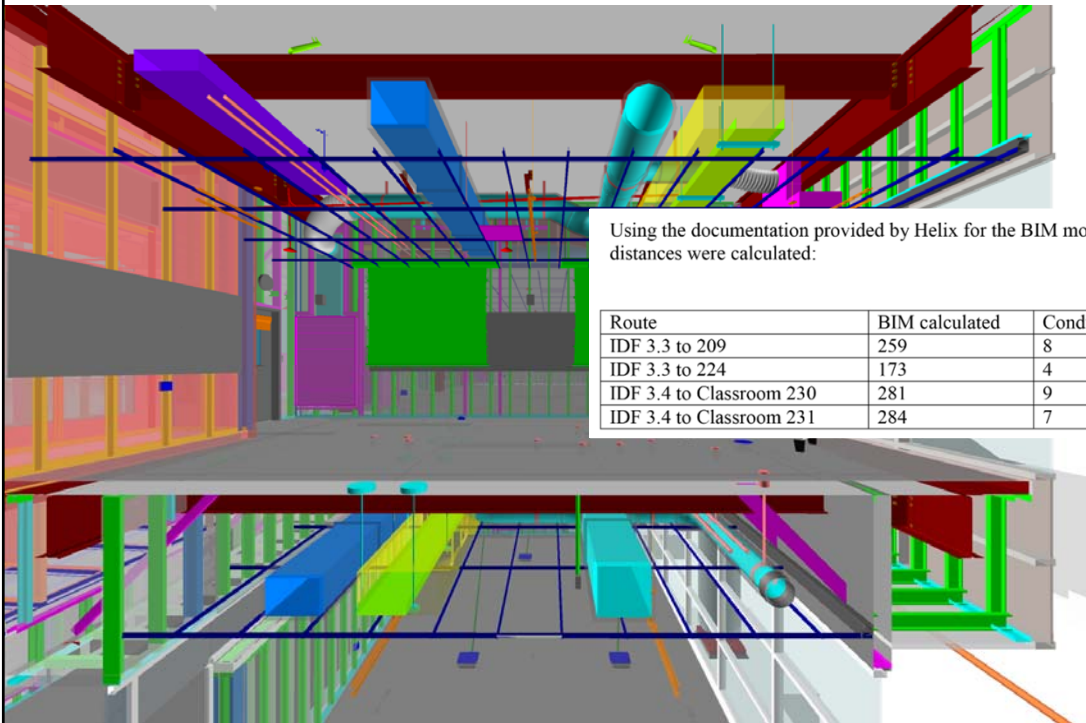 Using the documentation provided by Helix for the BIM
distances were calculated:
Route BIM calculated
IDF 3.3 to 209 259 8
IDF 3.3 to 224 173 4
IDF 3.4 to Classroom 230 281 9
IDF 3.4 to Classroom 231 284 7